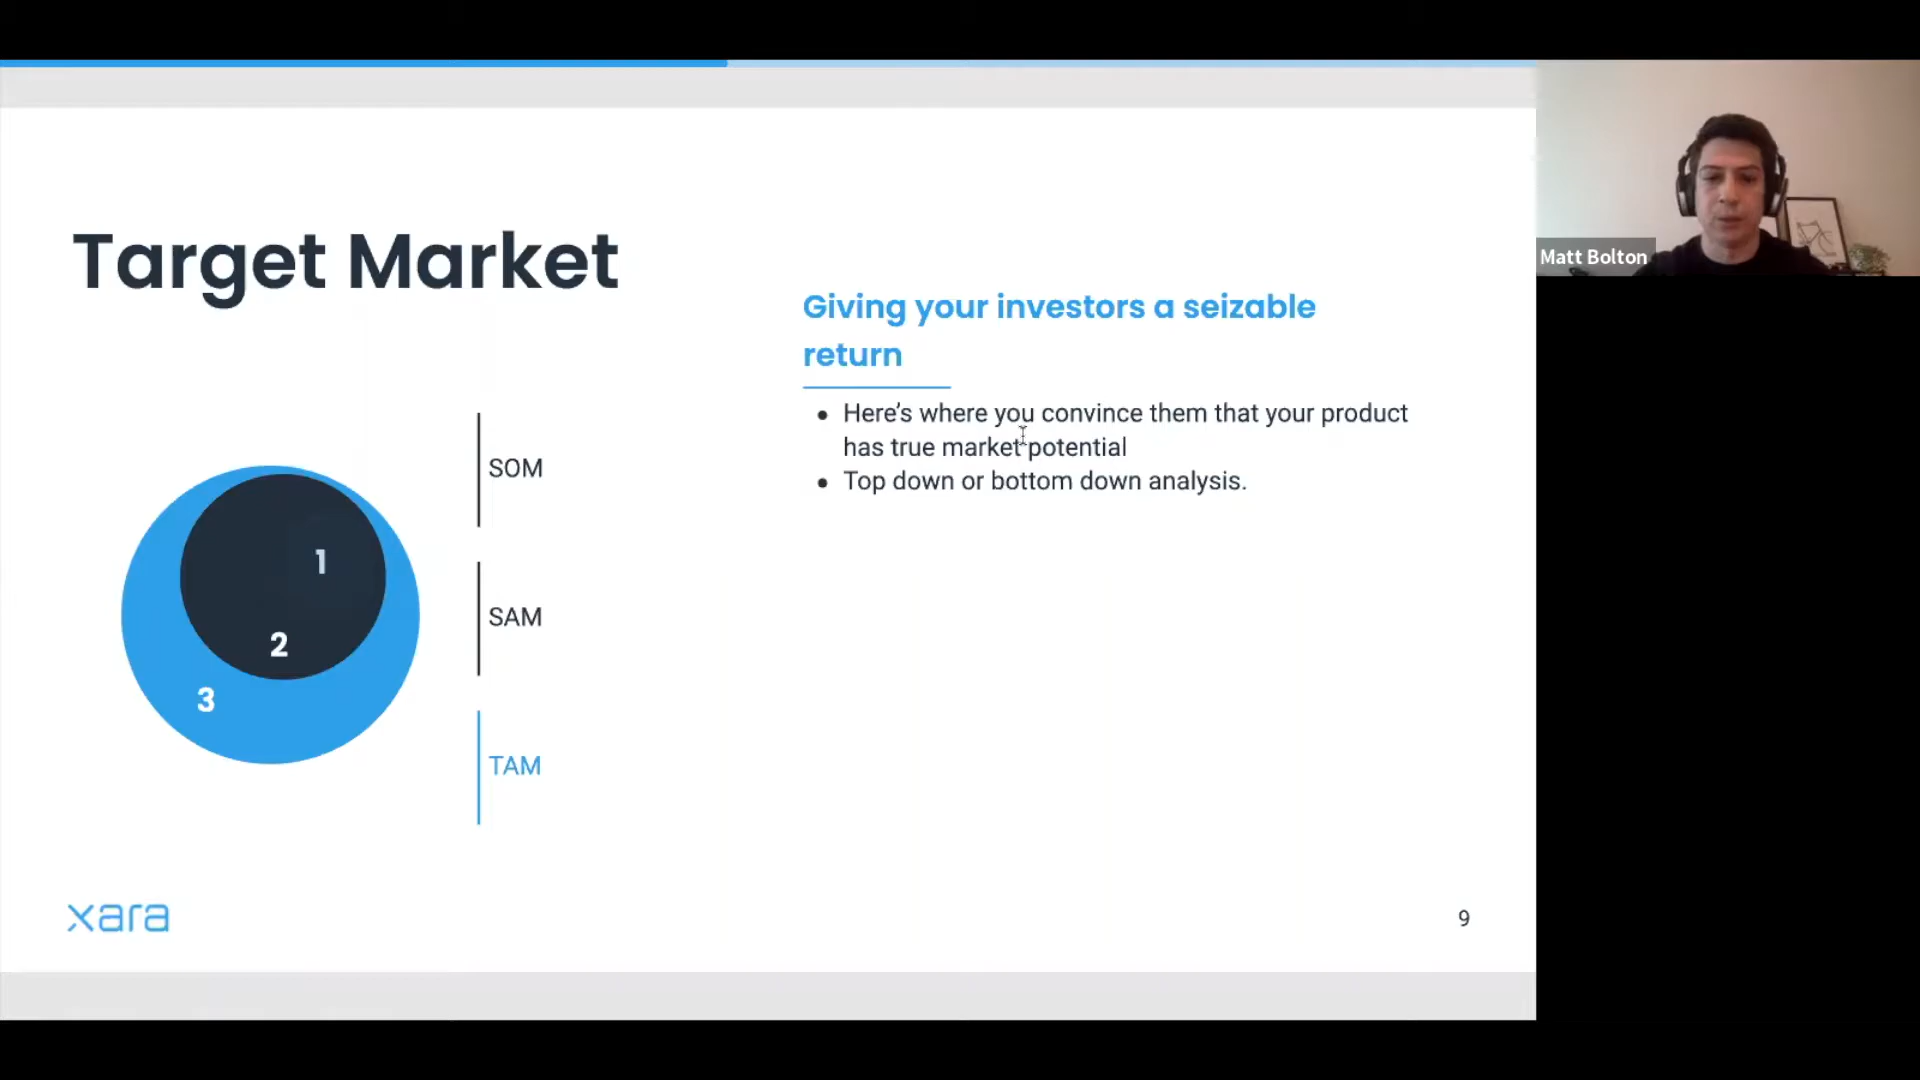 Target Market
Giving your investors a seizable
return
Here's where you convince them that your product
has true market potential
Top down or bottom down analysis.
SOM
SAM
TAM
1
2
3
xara
9
Matt Bolton